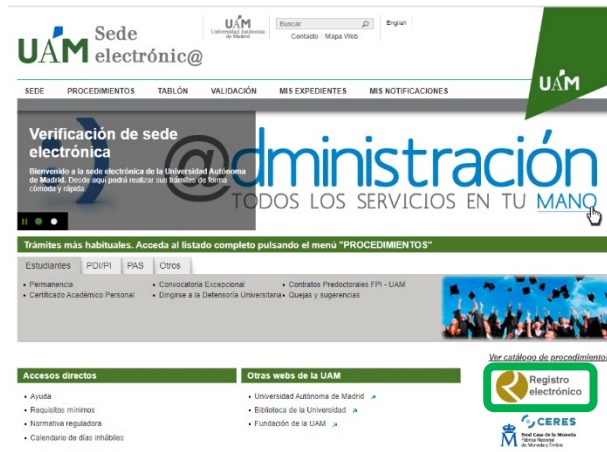 UAM Sede electrónic@
UAM
Universidad Autónoma
de Madrid
Buscar
English
Contacto | Mapa Web
SEDE PROCEDIMIENTOS TABLÓN VALIDACIÓN MIS EXPEDIENTES MIS NOTIFICACIONES
UAM
Verificación de sede
electrónica
Bienvenido a la sede electrónica de la Universidad Autónoma
de Madrid. Desde aquí podrá realizar sus trámites de forma
cómoda y rápida.
@dministración
TODOS LOS SERVICIOS EN TU MANO
Trámites más habituales. Acceda al listado completo pulsando el menú "PROCEDIMIENTOS"
Estudiantes PDI/PI PAS Otros
• Permanencia • Convocatoria Excepcional • Contratos Predoctorales FPI - UAM
• Certificado Académico Personal • Dirigirse a la Defensoría Universitaria • Quejas y sugerencias
Ver catálogo de procedimientos
Accesos directos
• Ayuda
• Requisitos mínimos
• Normativa reguladora
• Calendario de días inhábiles
Otras webs de la UAM
• Universidad Autónoma de Madrid
• Biblioteca de la Universidad
• Fundación de la UAM
Registro
electrónico
CERES
Real Casa de la Moneda
Fábrica Nacional
de Moneda y Timbre